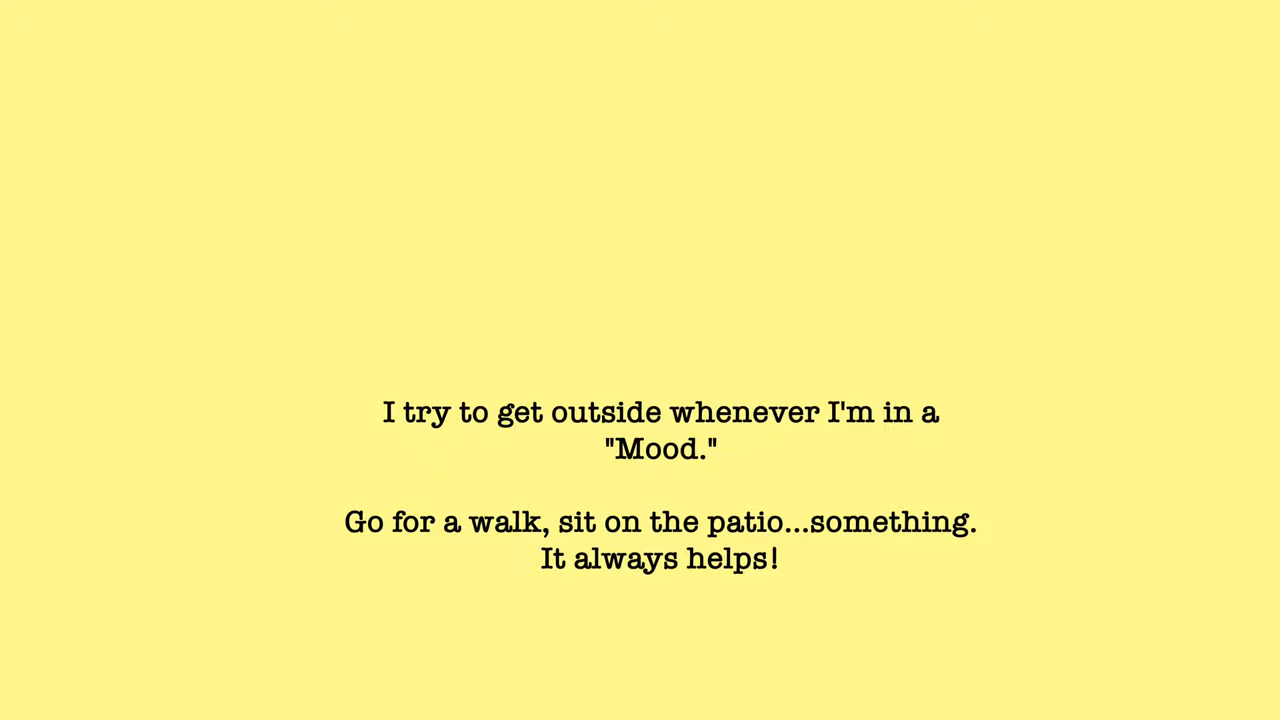 I try to get outside whenever I'm in a
"Mood."
Go for a walk, sit on the patio...something.
It always helps!